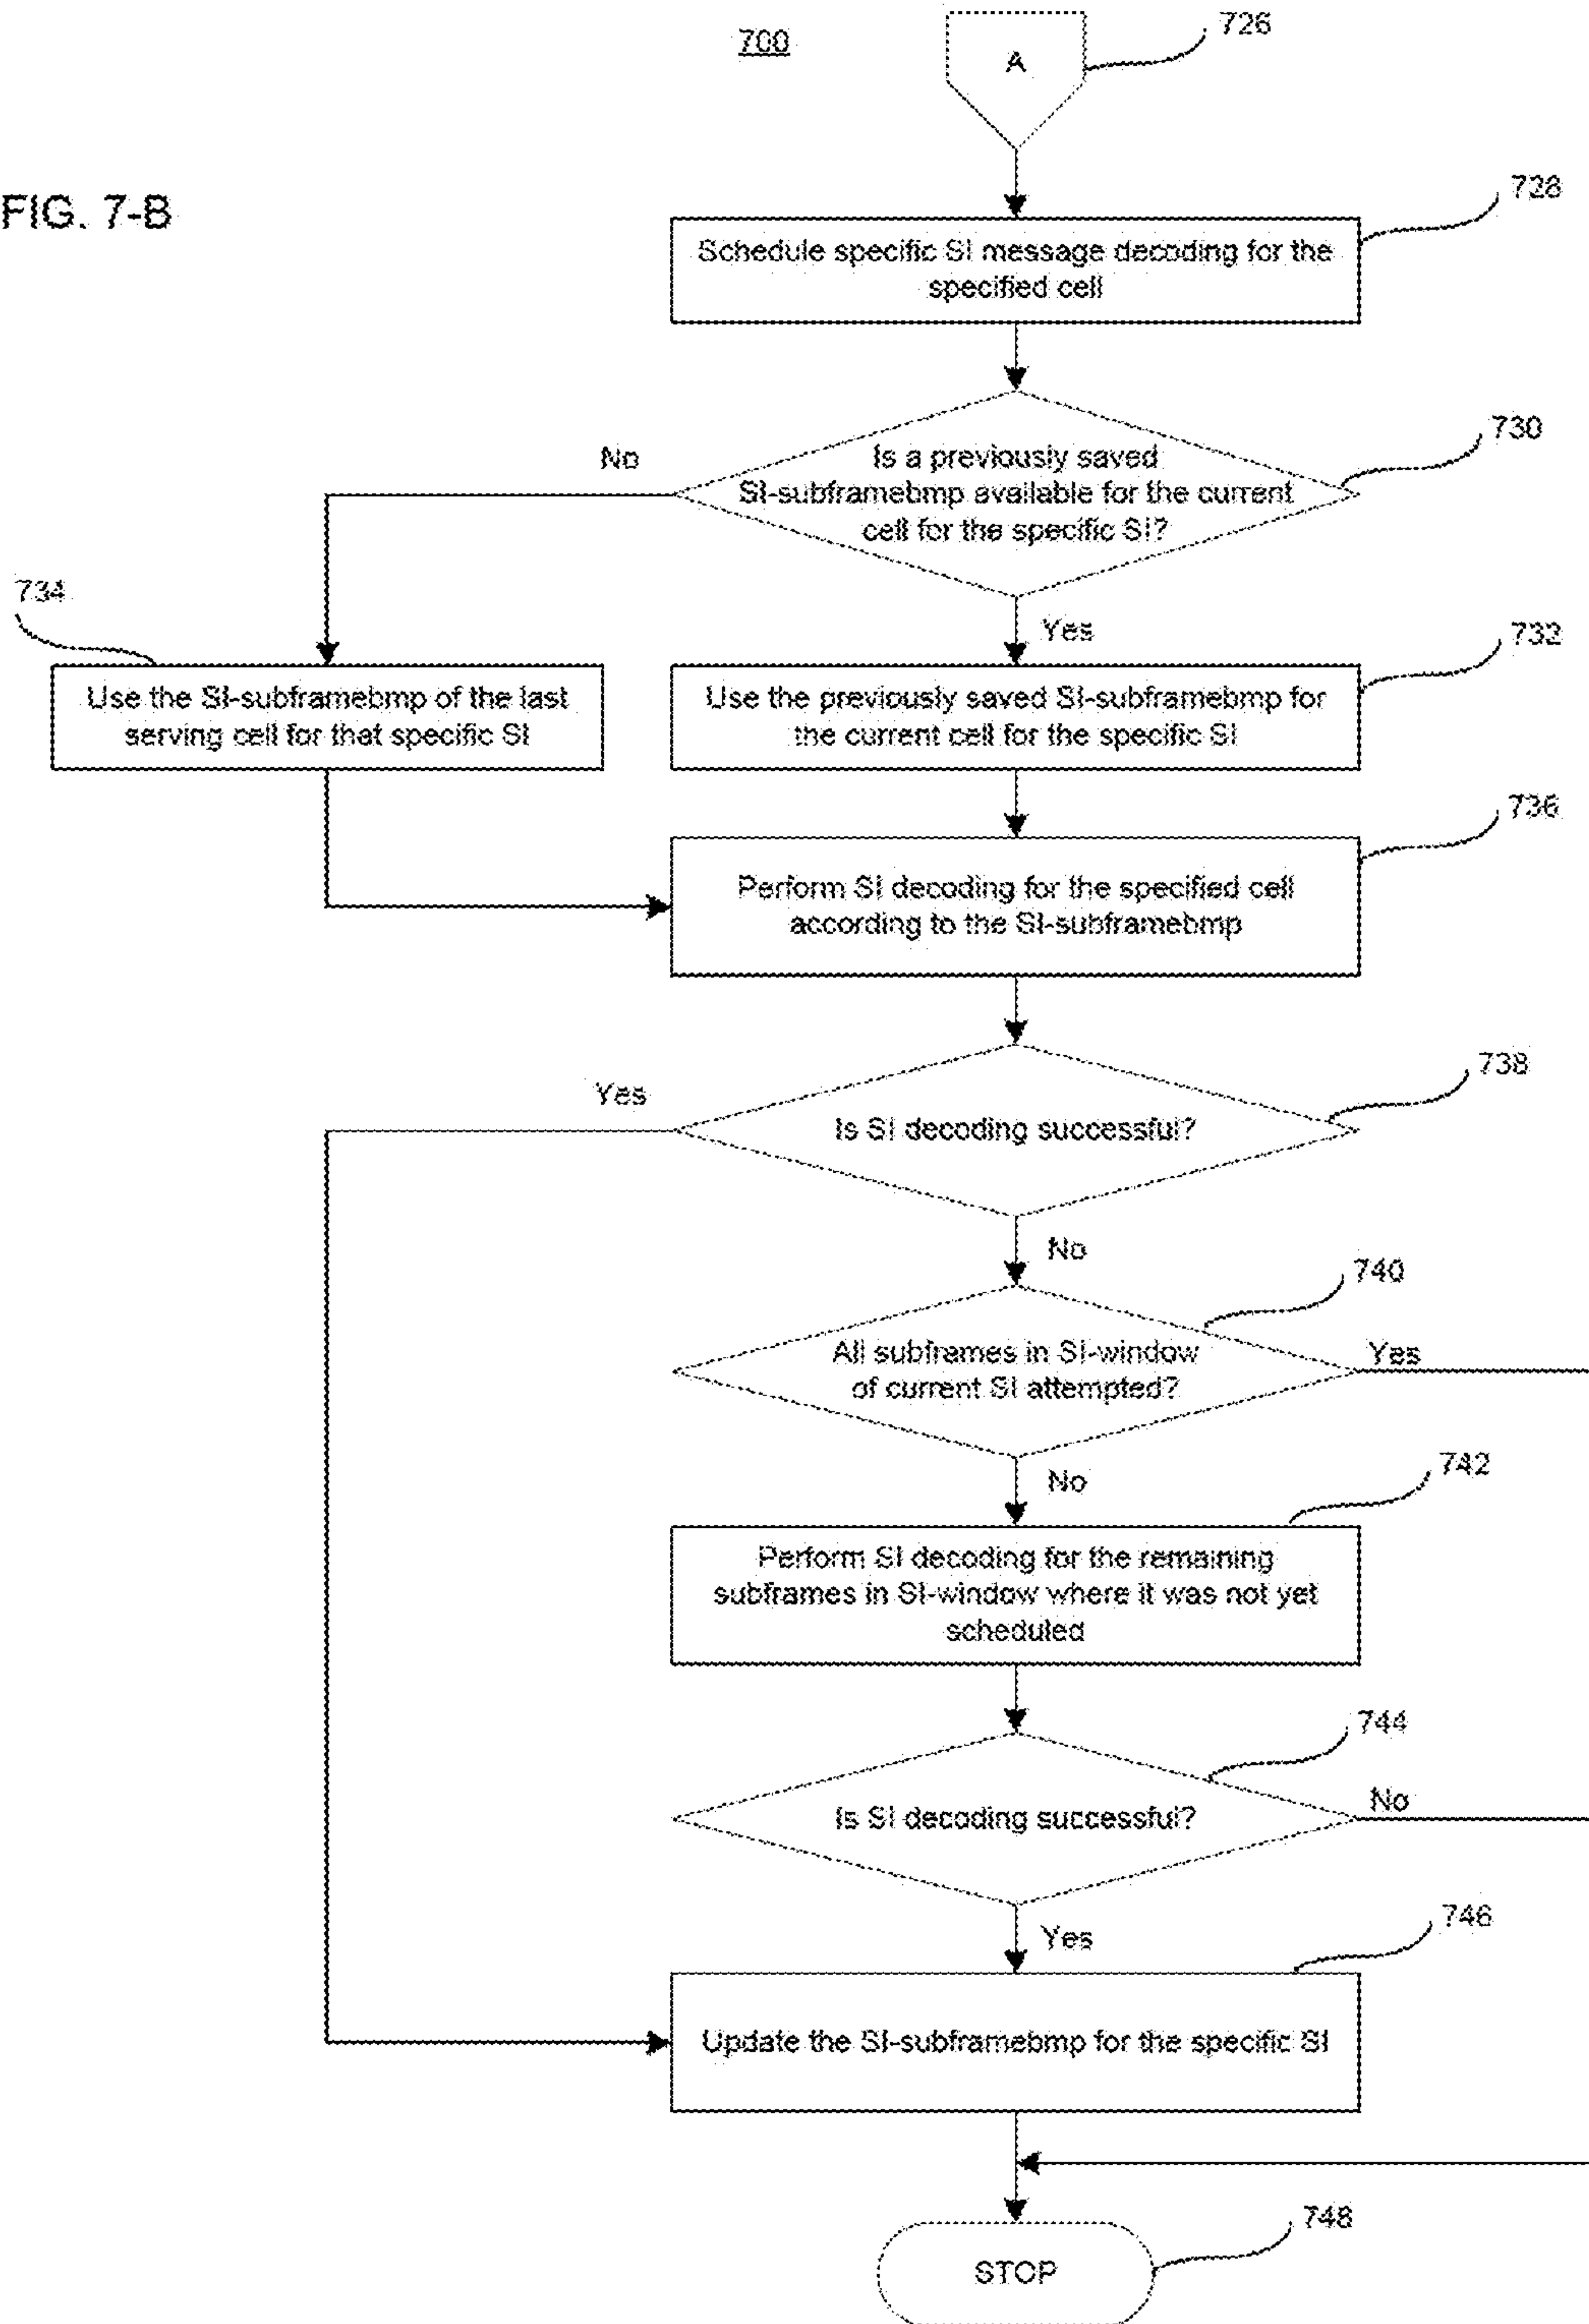 700
A
726
FIG. 7-B
728
Schedule specific SI message decoding for the
specified cell
730
No
Is a previously saved
SI-subframebmp available for the current
cell for the specific SI?
734
Yes
732
Use the SI-subframebmp of the last
serving cell for that specific SI
Use the previously saved SI-subframebmp for
the current cell for the specific SI
736
Perform SI decoding for the specified cell
according to the SI-subframebmp
738
Yes
Is SI decoding successful?
No
740
All subframes in SI-window
of current SI attempted?
Yes
No
742
Perform SI decoding for the remaining
subframes in SI-window where it was not yet
scheduled
744
Is SI decoding successful?
No
Yes
746
Update the SI-subframebmp for the specific SI
748
STOP